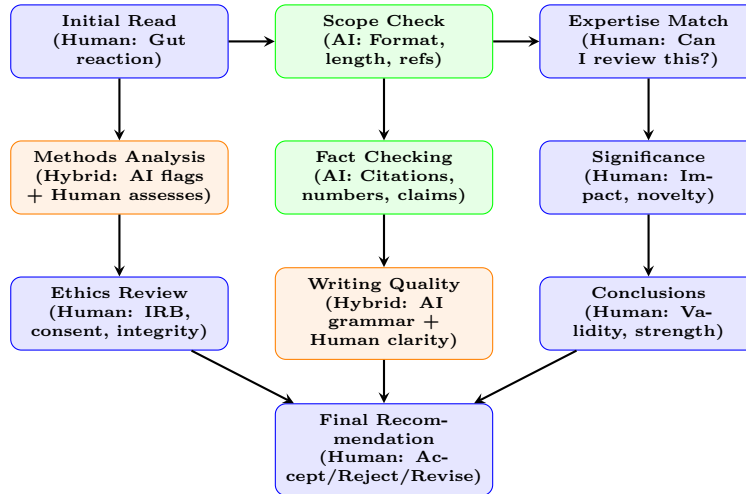 Initial Read
(Human: Gut
reaction)
Scope Check
(AI: Format,
length, refs)
Expertise Match
(Human: Can
I review this?)
Methods Analysis
(Hybrid: AI flags
+ Human assesses)
Fact Checking
(AI: Citations,
numbers, claims)
Significance
(Human: Im-
pact, novelty)
Ethics Review
(Human: IRB,
consent, integrity)
Writing Quality
(Hybrid: AI
grammar +
Human clarity)
Conclusions
(Human: Va-
lidity, strength)
Final Recom-
mendation
(Human: Ac-
cept/Reject/Revise)